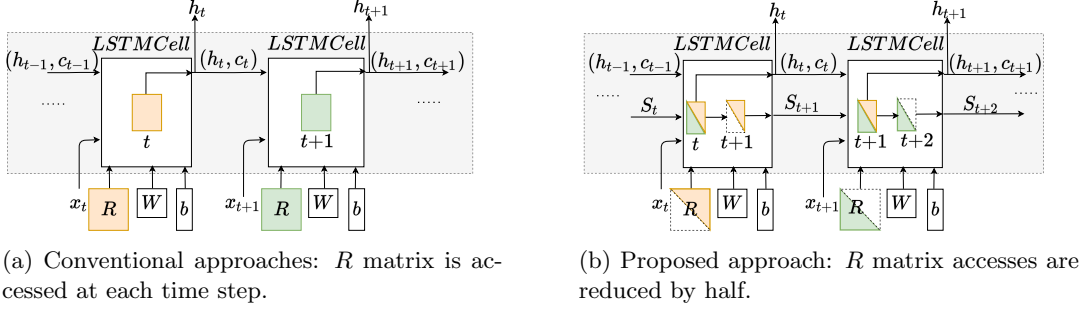 h_t
h_{t+1}
LSTMCell
LSTMCell
(h_{t-1}, c_{t-1})
(h_t, c_t)
(h_{t+1}, c_{t+1})
.....
.....
t
t+1
x_t
R
W
b
x_{t+1}
R
W
b
(a) Conventional approaches: R matrix is ac-
cessed at each time step.
h_t
h_{t+1}
LSTMCell
LSTMCell
(h_{t-1}, c_{t-1})
(h_t, c_t)
(h_{t+1}, c_{t+1})
.....
.....
S_t
S_{t+1}
S_{t+2}
t
t+1
t+1
t+2
x_t
R
W
b
x_{t+1}
R
W
b
(b) Proposed approach: R matrix accesses are
reduced by half.